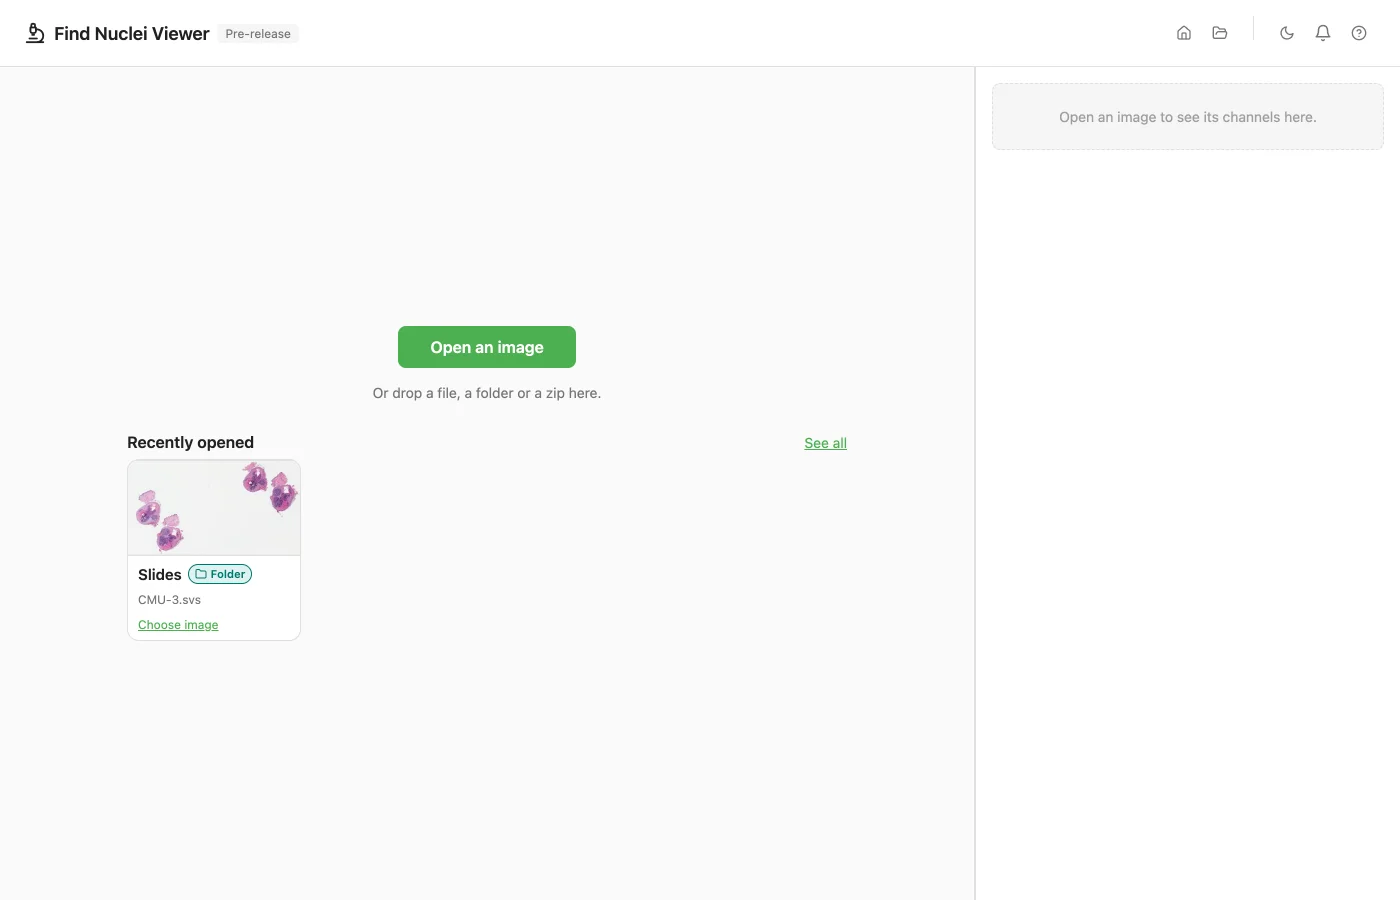 Find Nuclei Viewer Pre-release
Open an image to see its channels here.
Open an image
Or drop a file, a folder or a zip here.
Recently opened See all
Slides Folder
CMU-3.svs
Choose image